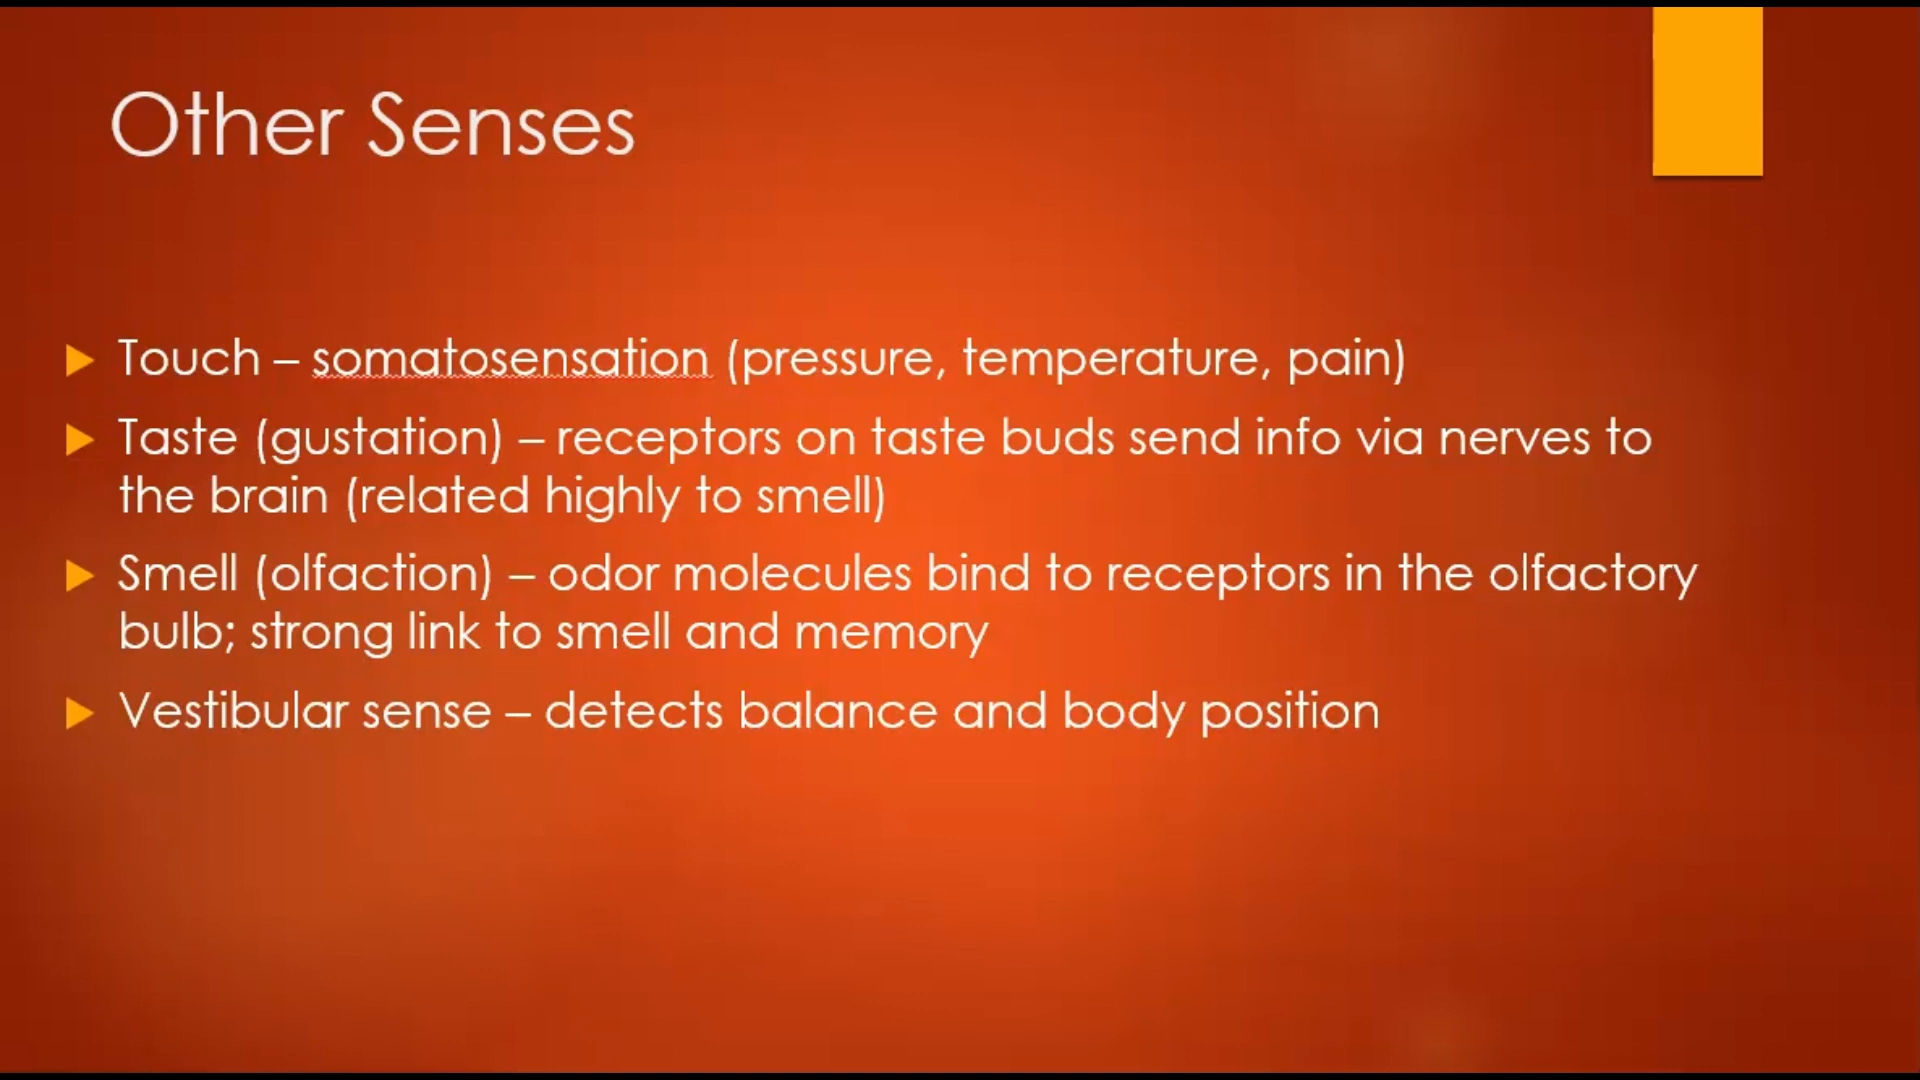 Other Senses
Touch – somatosensation (pressure, temperature, pain)
Taste (gustation) – receptors on taste buds send info via nerves to
the brain (related highly to smell)
Smell (olfaction) – odor molecules bind to receptors in the olfactory
bulb; strong link to smell and memory
Vestibular sense – detects balance and body position